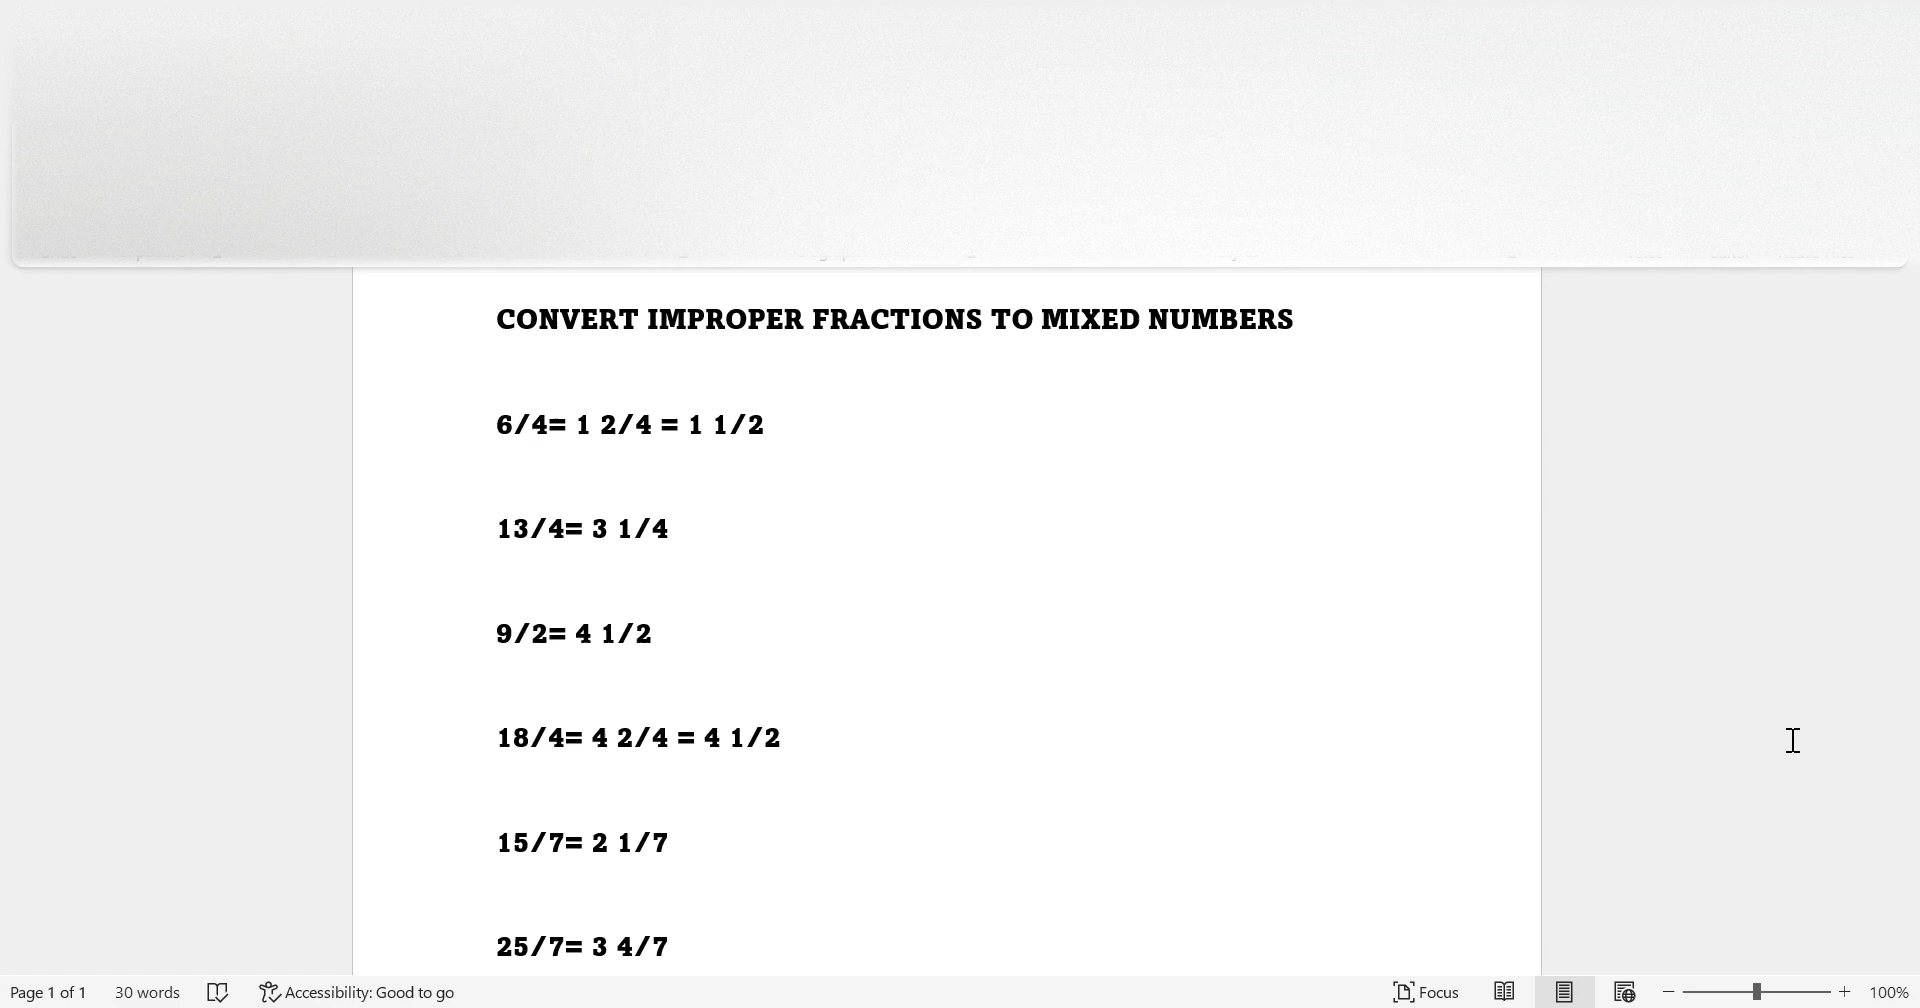 CONVERT IMPROPER FRACTIONS TO MIXED NUMBERS
6/4= 1 2/4 = 1 1/2
13/4= 3 1/4
9/2= 4 1/2
18/4= 4 2/4 = 4 1/2
15/7= 2 1/7
25/7= 3 4/7
Page 1 of 1 30 words Accessibility: Good to go Focus 100%